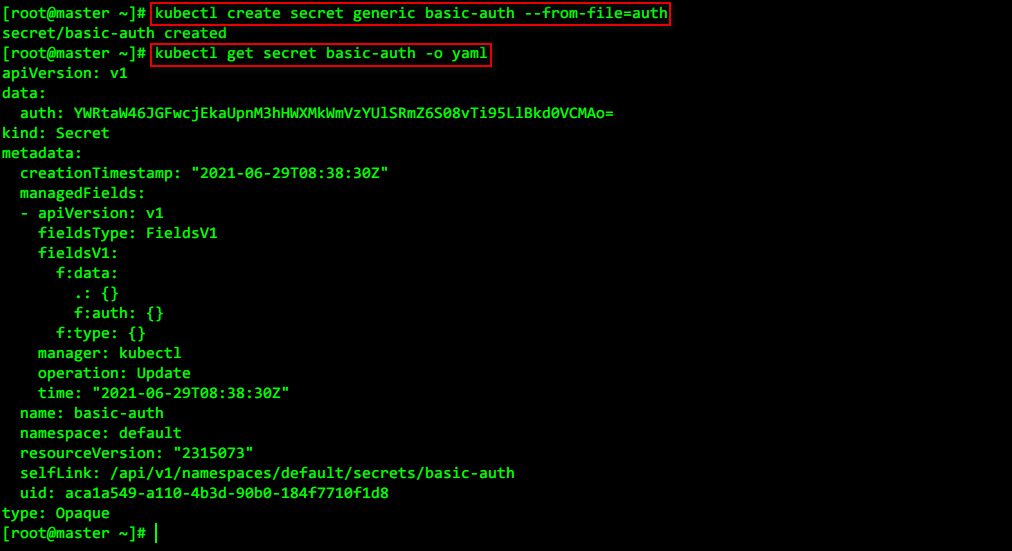 [root@master ~]# kubectl create secret generic basic-auth --from-file=auth
secret/basic-auth created
[root@master ~]# kubectl get secret basic-auth -o yaml
apiVersion: v1
data:
  auth: YWRtaW46JGFwcjEkaUpnM3hHWXMkWmVzYUlSRmZ6S08vTi95LlBkd0VCMAo=
kind: Secret
metadata:
  creationTimestamp: "2021-06-29T08:38:30Z"
  managedFields:
  - apiVersion: v1
    fieldsType: FieldsV1
    fieldsV1:
      f:data:
        .: {}
        f:auth: {}
      f:type: {}
    manager: kubectl
    operation: Update
    time: "2021-06-29T08:38:30Z"
  name: basic-auth
  namespace: default
  resourceVersion: "2315073"
  selfLink: /api/v1/namespaces/default/secrets/basic-auth
  uid: aca1a549-a110-4b3d-90b0-184f7710f1d8
type: Opaque
[root@master ~]#